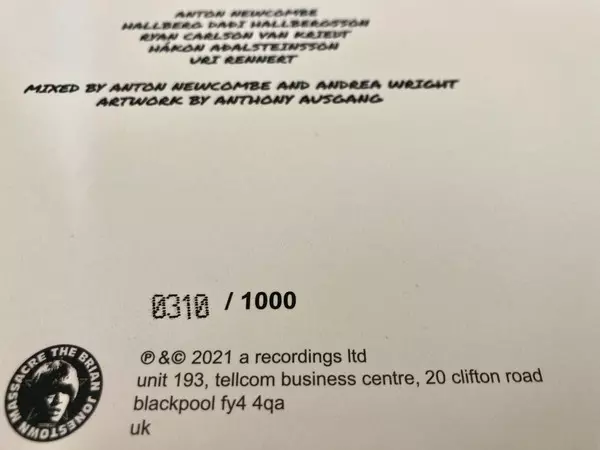 ANTON NEWCOMBE
HALLBERG DAÐI HALLBERGSSON
RYAN CARLSON VAN KRIEDT
HÁKON AÐALSTEINSSON
URI RENNERT
MIXED BY ANTON NEWCOMBE AND ANDREA WRIGHT
ARTWORK BY ANTHONY AUSGANG
0310 / 1000
THE BRIAN JONESTOWN MASSACRE
℗ & © 2021 a recordings ltd
unit 193, tellcom business centre, 20 clifton road
blackpool fy4 4qa
uk